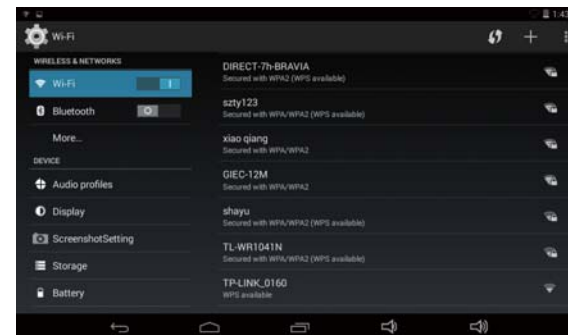 1:43
Wi-Fi
WIRELESS & NETWORKS
Wi-Fi
Bluetooth
More...
DEVICE
Audio profiles
Display
ScreenshotSetting
Storage
Battery
DIRECT-7h-BRAVIA
Secured with WPA2 (WPS available)
szty123
Secured with WPA/WPA2 (WPS available)
xiao qiang
Secured with WPA/WPA2
GIEC-12M
Secured with WPA/WPA2
shayu
Secured with WPA/WPA2 (WPS available)
TL-WR1041N
Secured with WPA/WPA2 (WPS available)
TP-LINK_0160
WPS available